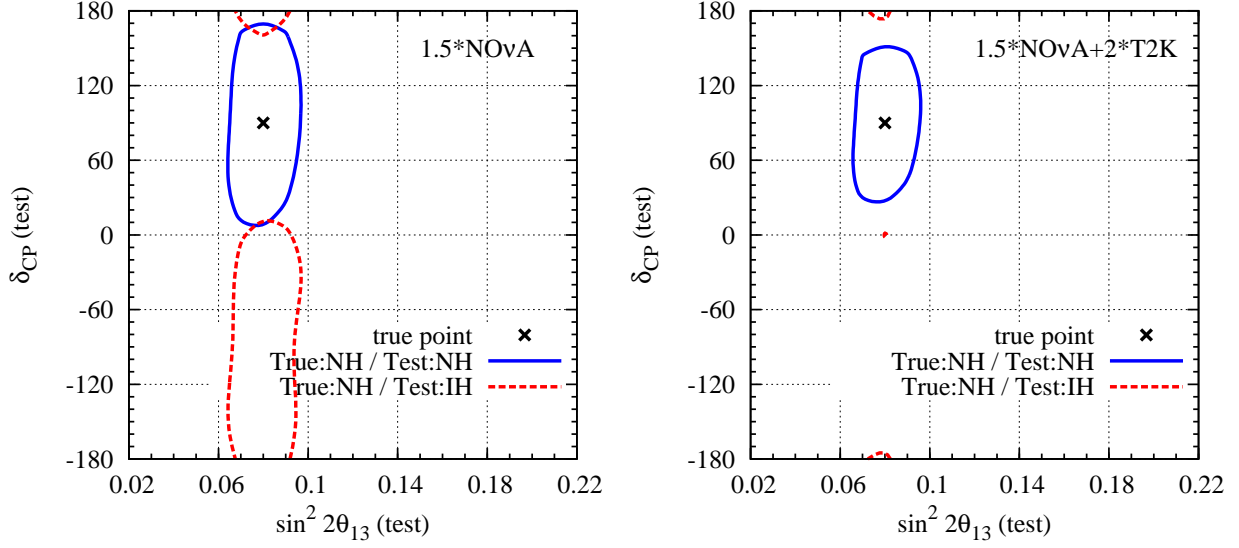 1.5*NOνA
180
120
60
0
-60
-120
-180
δCP (test)
true point
True:NH / Test:NH
True:NH / Test:IH
0.02 0.06 0.1 0.14 0.18 0.22
sin² 2θ13 (test)
1.5*NOνA+2*T2K
180
120
60
0
-60
-120
-180
δCP (test)
true point
True:NH / Test:NH
True:NH / Test:IH
0.02 0.06 0.1 0.14 0.18 0.22
sin² 2θ13 (test)